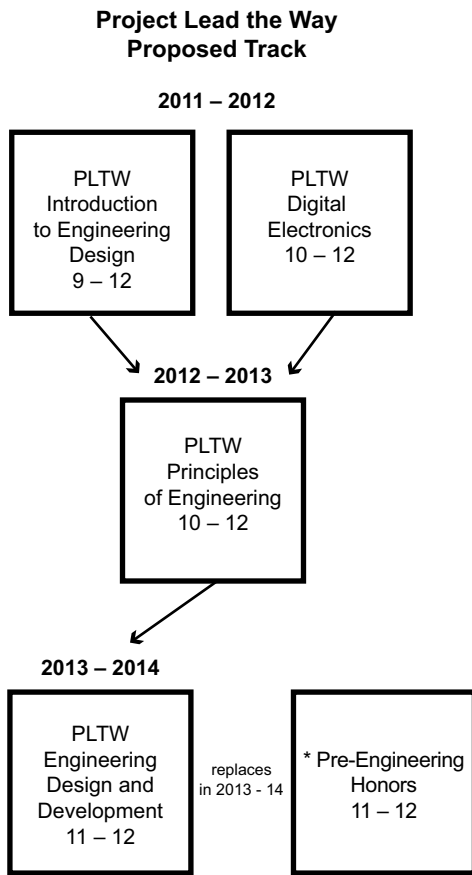 Project Lead the Way
Proposed Track
2011 – 2012
PLTW
Introduction
to Engineering
Design
9 – 12
PLTW
Digital
Electronics
10 – 12
2012 – 2013
PLTW
Principles
of Engineering
10 – 12
2013 – 2014
PLTW
Engineering
Design and
Development
11 – 12
replaces
in 2013 - 14
* Pre-Engineering
Honors
11 – 12